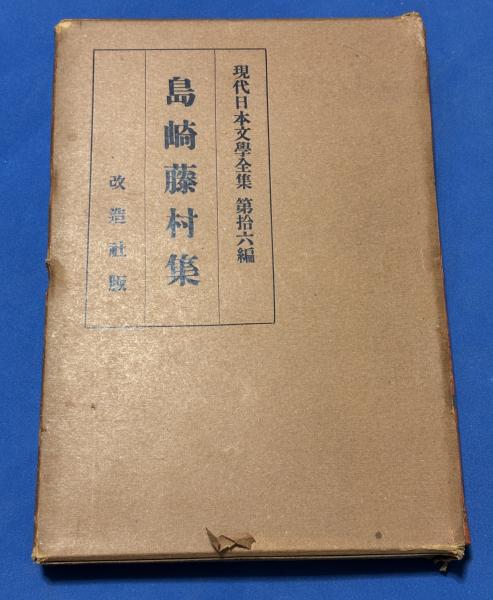 現代日本文學全集 第拾六編
島崎藤村集
改造社版